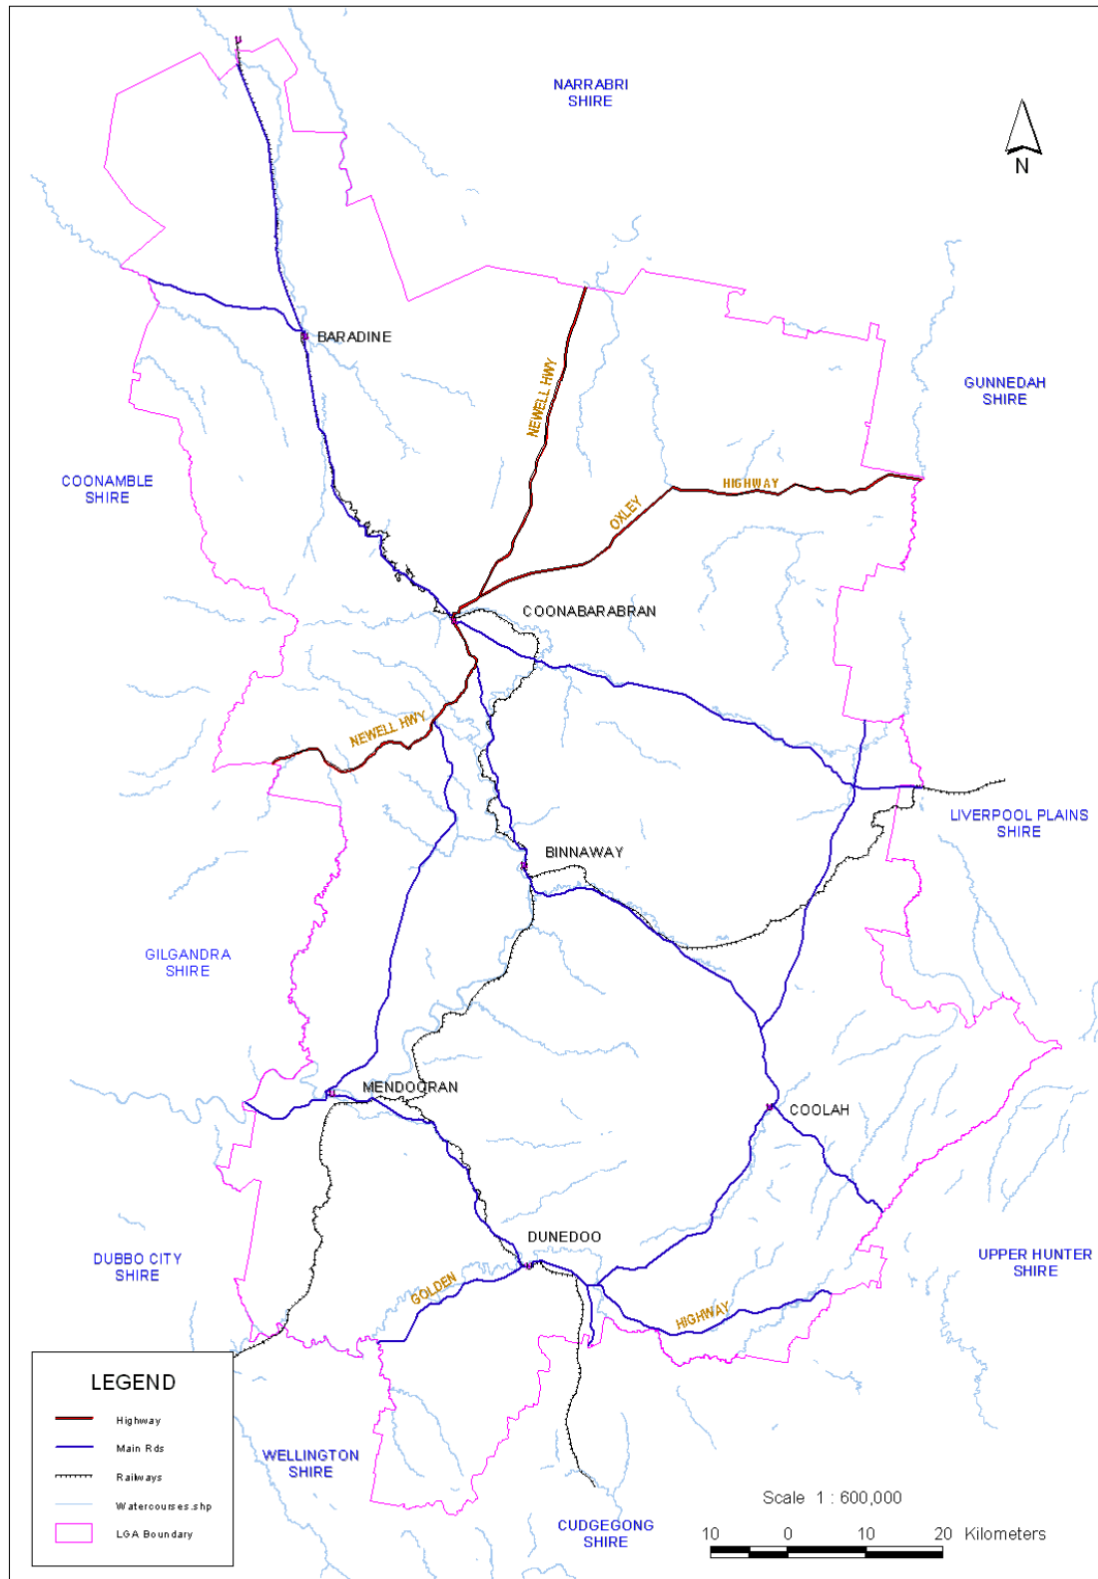 NARRABRI
SHIRE
N
BARADINE
NEWELL HWY
GUNNEDAH
SHIRE
COONAMBLE
SHIRE
HIGHWAY
OXLEY
COONABARABRAN
NEWELL HWY
LIVERPOOL PLAINS
SHIRE
BINNAWAY
GILGANDRA
SHIRE
MENDOORAN
COOLAH
DUNEDOO
DUBBO CITY
SHIRE
UPPER HUNTER
SHIRE
GOLDEN
HIGHWAY
LEGEND
Highway
Main Rds
Railways
Watercourses.shp
LGA Boundary
WELLINGTON
SHIRE
CUDGEGONG
SHIRE
Scale 1 : 600,000
10 0 10 20 Kilometers